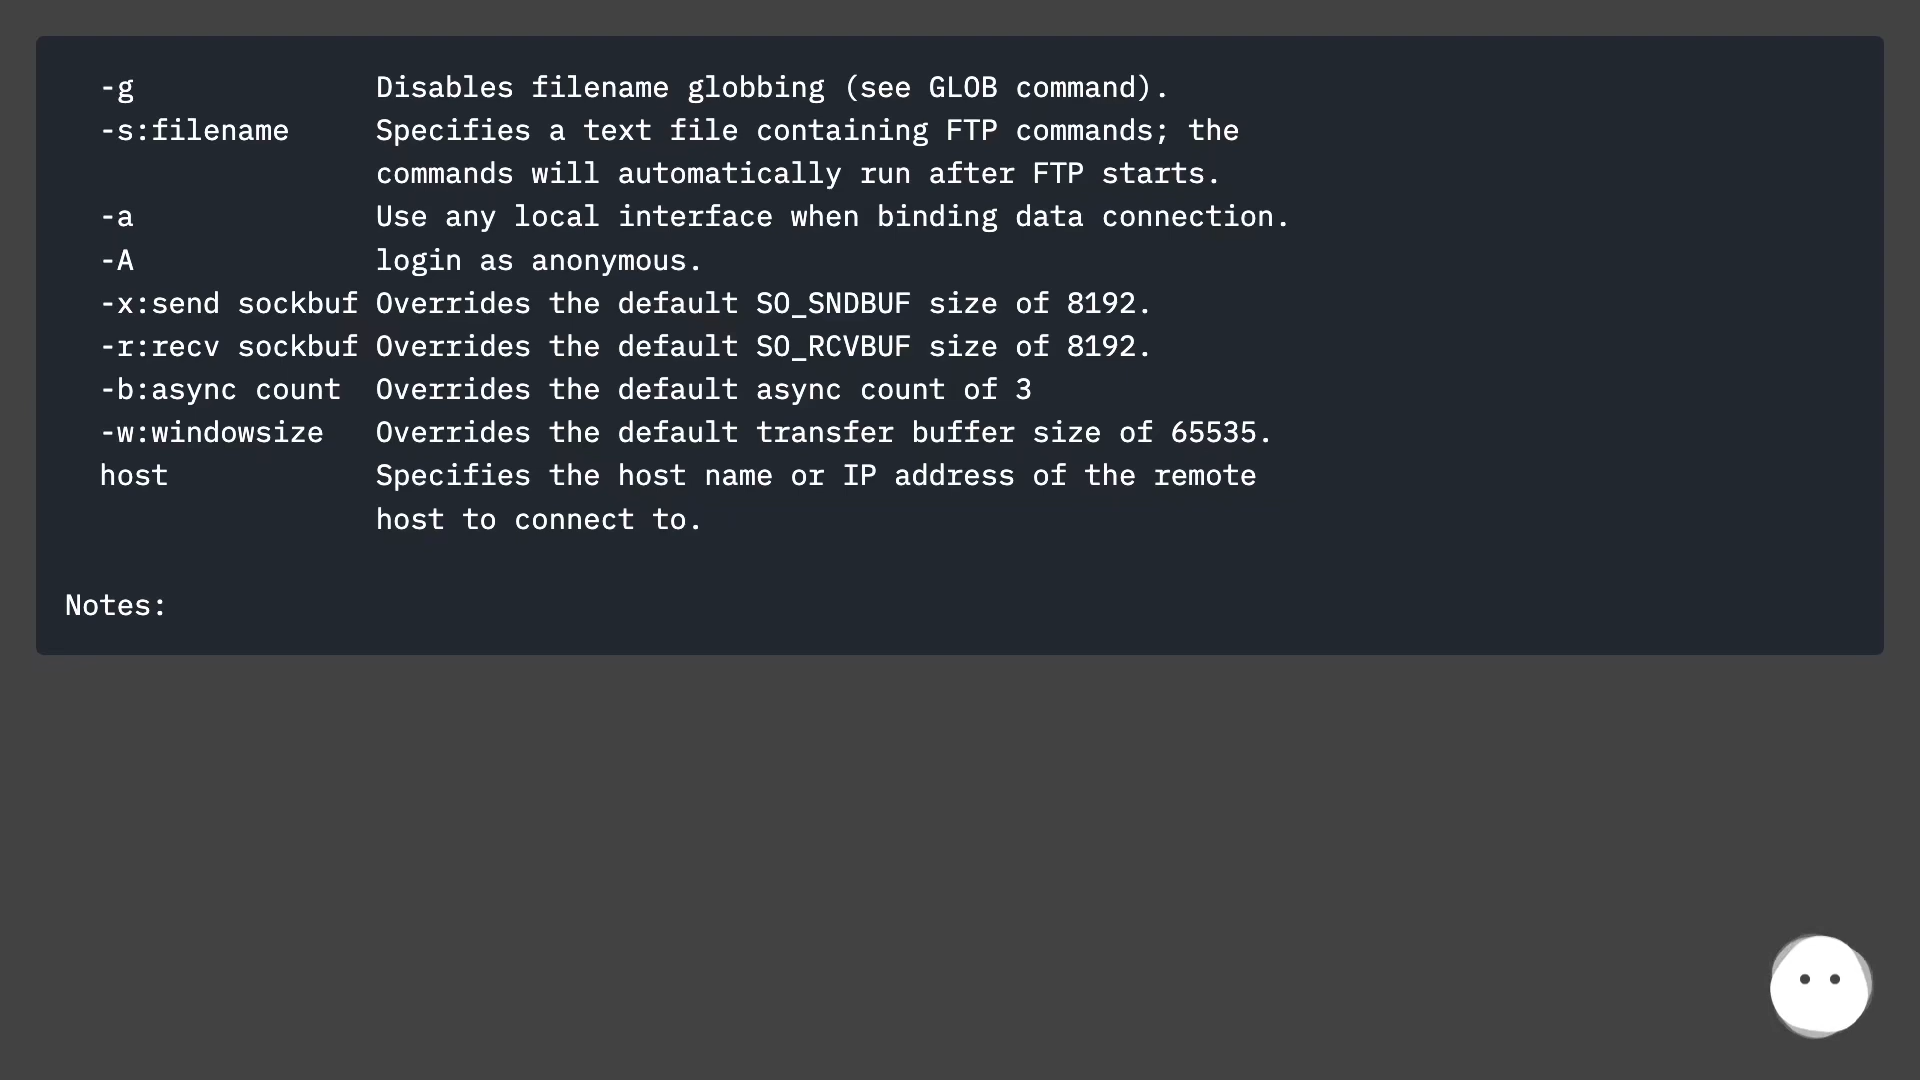 -g                Disables filename globbing (see GLOB command).
-s:filename       Specifies a text file containing FTP commands; the
                  commands will automatically run after FTP starts.
-a                Use any local interface when binding data connection.
-A                login as anonymous.
-x:send sockbuf Overrides the default SO_SNDBUF size of 8192.
-r:recv sockbuf Overrides the default SO_RCVBUF size of 8192.
-b:async count  Overrides the default async count of 3
-w:windowsize   Overrides the default transfer buffer size of 65535.
host            Specifies the host name or IP address of the remote
                host to connect to.
Notes: